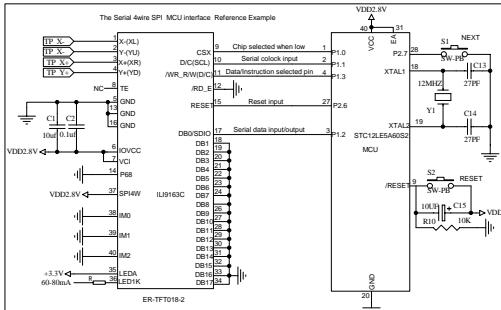 The Serial 4wire SPI MCU interface Reference Example
TP X- 1 X-(XL)
TP Y- 2 Y-(YU)
TP X+ 3 X+(XR)
TP Y+ 4 Y+(YD)
NC 8 TE
5 GND
13 GND
16 GND
C1 10uf
C2 0.1uf
VDD2.8V 6 IOVCC
7 VCI
14 P68
VDD2.8V 37 SPI4W
38 IM0
39 IM1
40 IM2
+3.3V 35 LEDA
60-80mA R 36 LED1K
ILI9163C
ER-TFT018-2
CSX 9 Chip selected when low 1 P1.0
D/C(SCL) 10 Serial colock input 2 P1.1
/WR_R/W(D/C) 11 Data/Instruction selected pin 4 P1.3
/RD_E 12
RESET 15 Reset input 27 P2.6
DB0/SDIO 17 Serial data input/output 3 P1.2
DB1 18
DB2 19
DB3 20
DB4 21
DB5 22
DB6 23
DB7 24
DB8 25
DB9 26
DB10 27
DB11 28
DB12 29
DB13 30
DB14 31
DB15 32
DB16 33
DB17 34
VDD2.8V
40 31
VCC
EA
P2.7 28
S1 NEXT
SW-PB
XTAL1 18
C13
27PF
12MHZ
Y1
XTAL2 19
C14
27PF
STC12LE5A60S2
MCU
S2
RESET
SW-PB
/RESET 9
10UF C15
VDD
R10 10K
GND
20